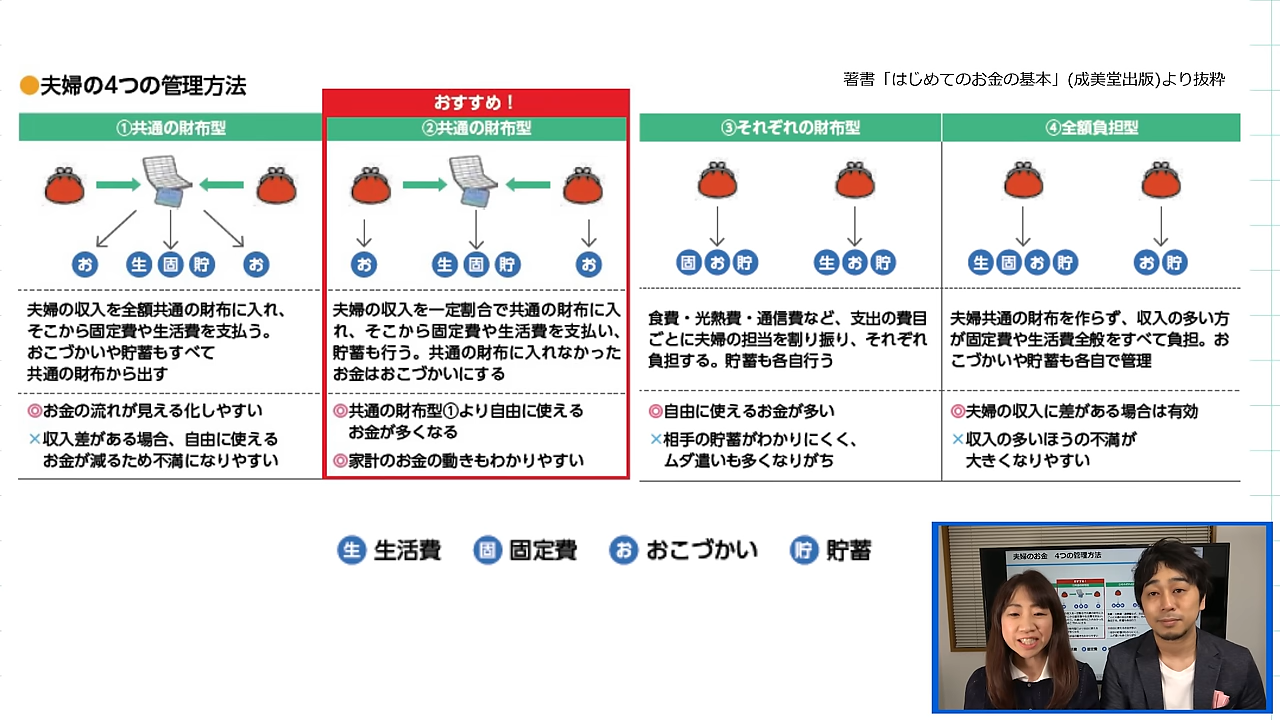 ●夫婦の4つの管理方法
著書「はじめてのお金の基本」(成美堂出版)より抜粋
おすすめ！
①共通の財布型
②共通の財布型
③それぞれの財布型
④全額負担型
お 生 固 貯 お
お 生 固 貯 お
固 お 貯 生 お 貯
生 固 お 貯 お 貯
夫婦の収入を全額共通の財布に入れ、
そこから固定費や生活費を支払う。
おこづかいや貯蓄もすべて
共通の財布から出す
◎お金の流れが見える化しやすい
×収入差がある場合、自由に使える
お金が減るため不満になりやすい
夫婦の収入を一定割合で共通の財布に入
れ、そこから固定費や生活費を支払い、
貯蓄も行う。共通の財布に入れなかった
お金はおこづかいにする
◎共通の財布型①より自由に使える
お金が多くなる
◎家計のお金の動きもわかりやすい
食費・光熱費・通信費など、支出の費目
ごとに夫婦の担当を割り振り、それぞれ
負担する。貯蓄も各自行う
◎自由に使えるお金が多い
×相手の貯蓄がわかりにくく、
ムダ遣いも多くなりがち
夫婦共通の財布を作らず、収入の多い方
が固定費や生活費全般をすべて負担。お
こづかいや貯蓄も各自で管理
◎夫婦の収入に差がある場合は有効
×収入の多いほうの不満が
大きくなりやすい
生 生活費 固 固定費 お おこづかい 貯 貯蓄
夫婦のお金 4つの管理方法